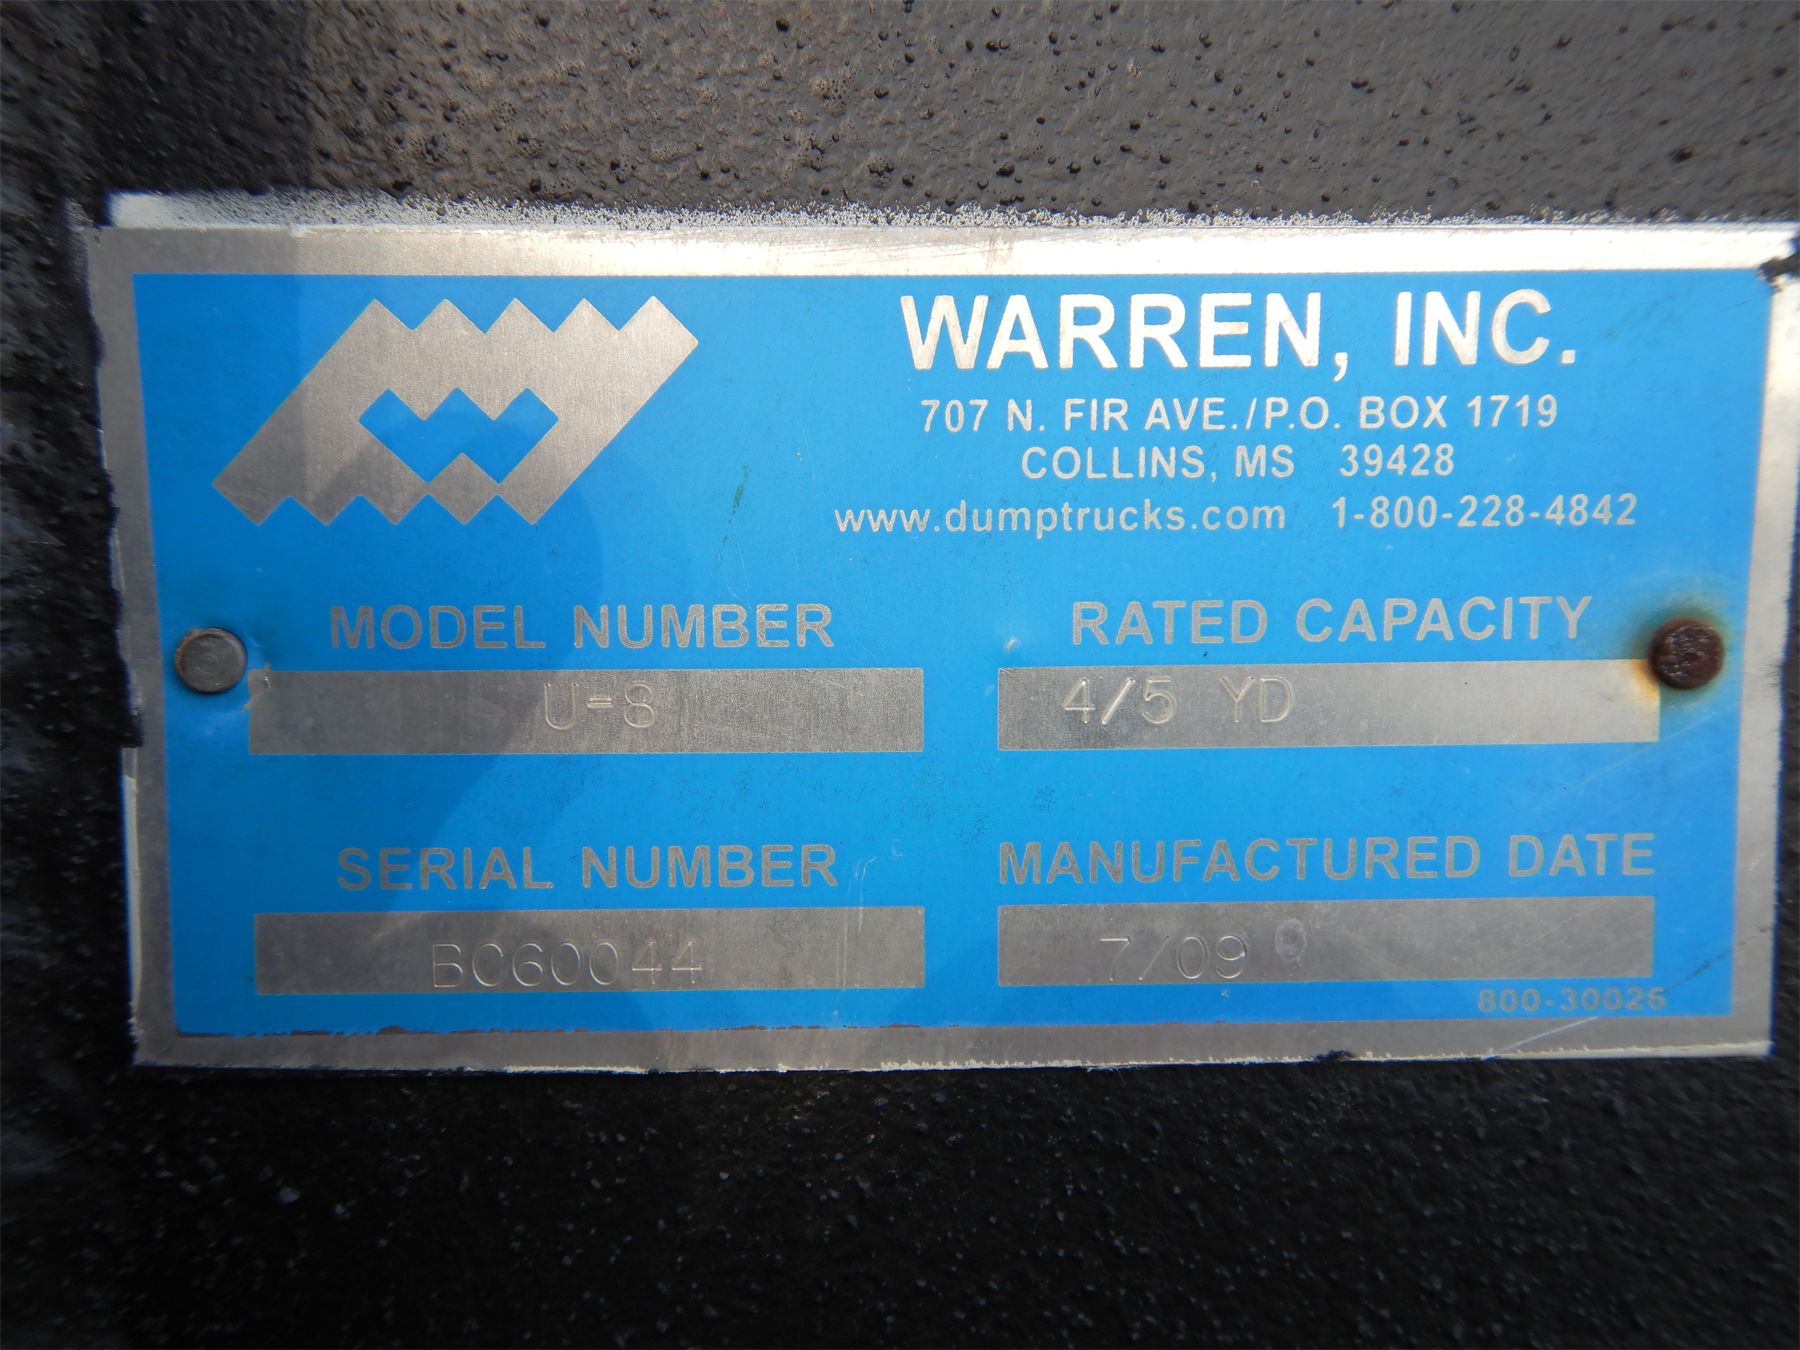 WARREN, INC.
707 N. FIR AVE./P.O. BOX 1719
COLLINS, MS 39428
www.dumptrucks.com 1-800-228-4842
MODEL NUMBER
U-8
RATED CAPACITY
4/5 YD
SERIAL NUMBER
BC60044
MANUFACTURED DATE
7/09
800-30026